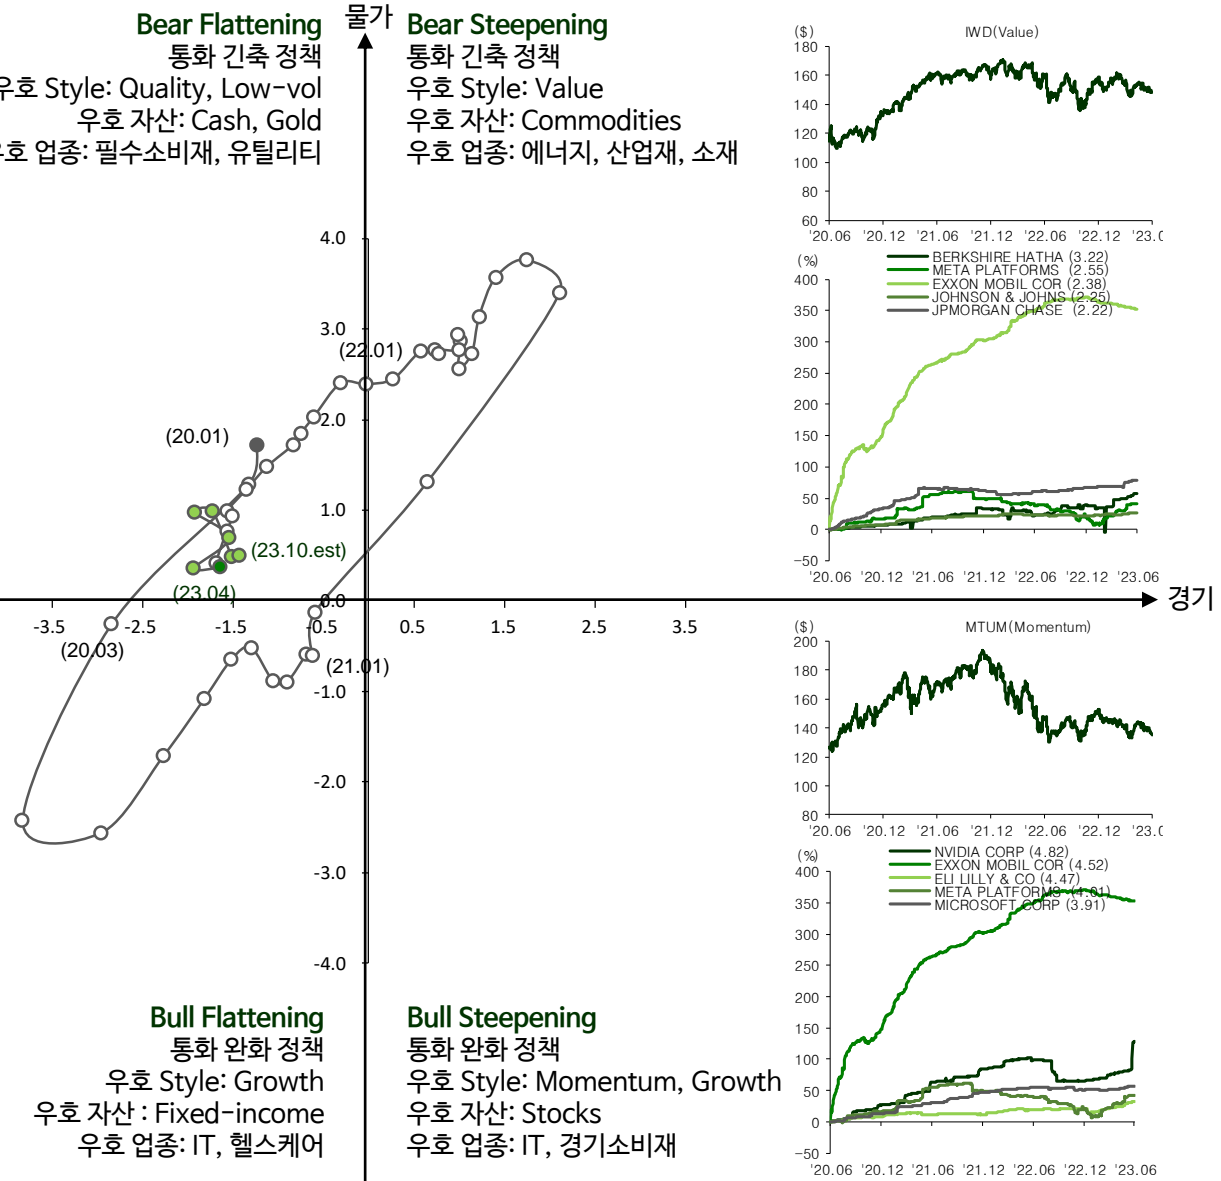 Bear Flattening
통화 긴축 정책
우호 Style: Quality, Low-vol
우호 자산: Cash, Gold
우호 업종: 필수소비재, 유틸리티
물가
Bear Steepening
통화 긴축 정책
우호 Style: Value
우호 자산: Commodities
우호 업종: 에너지, 산업재, 소재
4.0
3.0
2.0
1.0
0.0
-1.0
-2.0
-3.0
-4.0
-3.5 -2.5 -1.5 -0.5 0.5 1.5 2.5 3.5
경기
(22.01)
(20.01)
(23.10.est)
(23.04)
(20.03)
(21.01)
Bull Flattening
통화 완화 정책
우호 Style: Growth
우호 자산 : Fixed-income
우호 업종: IT, 헬스케어
Bull Steepening
통화 완화 정책
우호 Style: Momentum, Growth
우호 자산: Stocks
우호 업종: IT, 경기소비재
($)
IWD(Value)
180
160
140
120
100
80
60
'20.06 '20.12 '21.06 '21.12 '22.06 '22.12 '23.0
(%)
BERKSHIRE HATHA (3.22)
META PLATFORMS (2.55)
EXXON MOBIL COR (2.38)
JOHNSON & JOHNS (2.25)
JPMORGAN CHASE (2.22)
400
350
300
250
200
150
100
50
0
-50
'20.06 '20.12 '21.06 '21.12 '22.06 '22.12 '23.06
($)
MTUM(Momentum)
200
180
160
140
120
100
80
'20.06 '20.12 '21.06 '21.12 '22.06 '22.12 '23.0
(%)
NVIDIA CORP (4.82)
EXXON MOBIL COR (4.52)
ELI LILLY & CO (4.47)
META PLATFORMS (4.01)
MICROSOFT CORP (3.91)
400
350
300
250
200
150
100
50
0
-50
'20.06 '20.12 '21.06 '21.12 '22.06 '22.12 '23.06